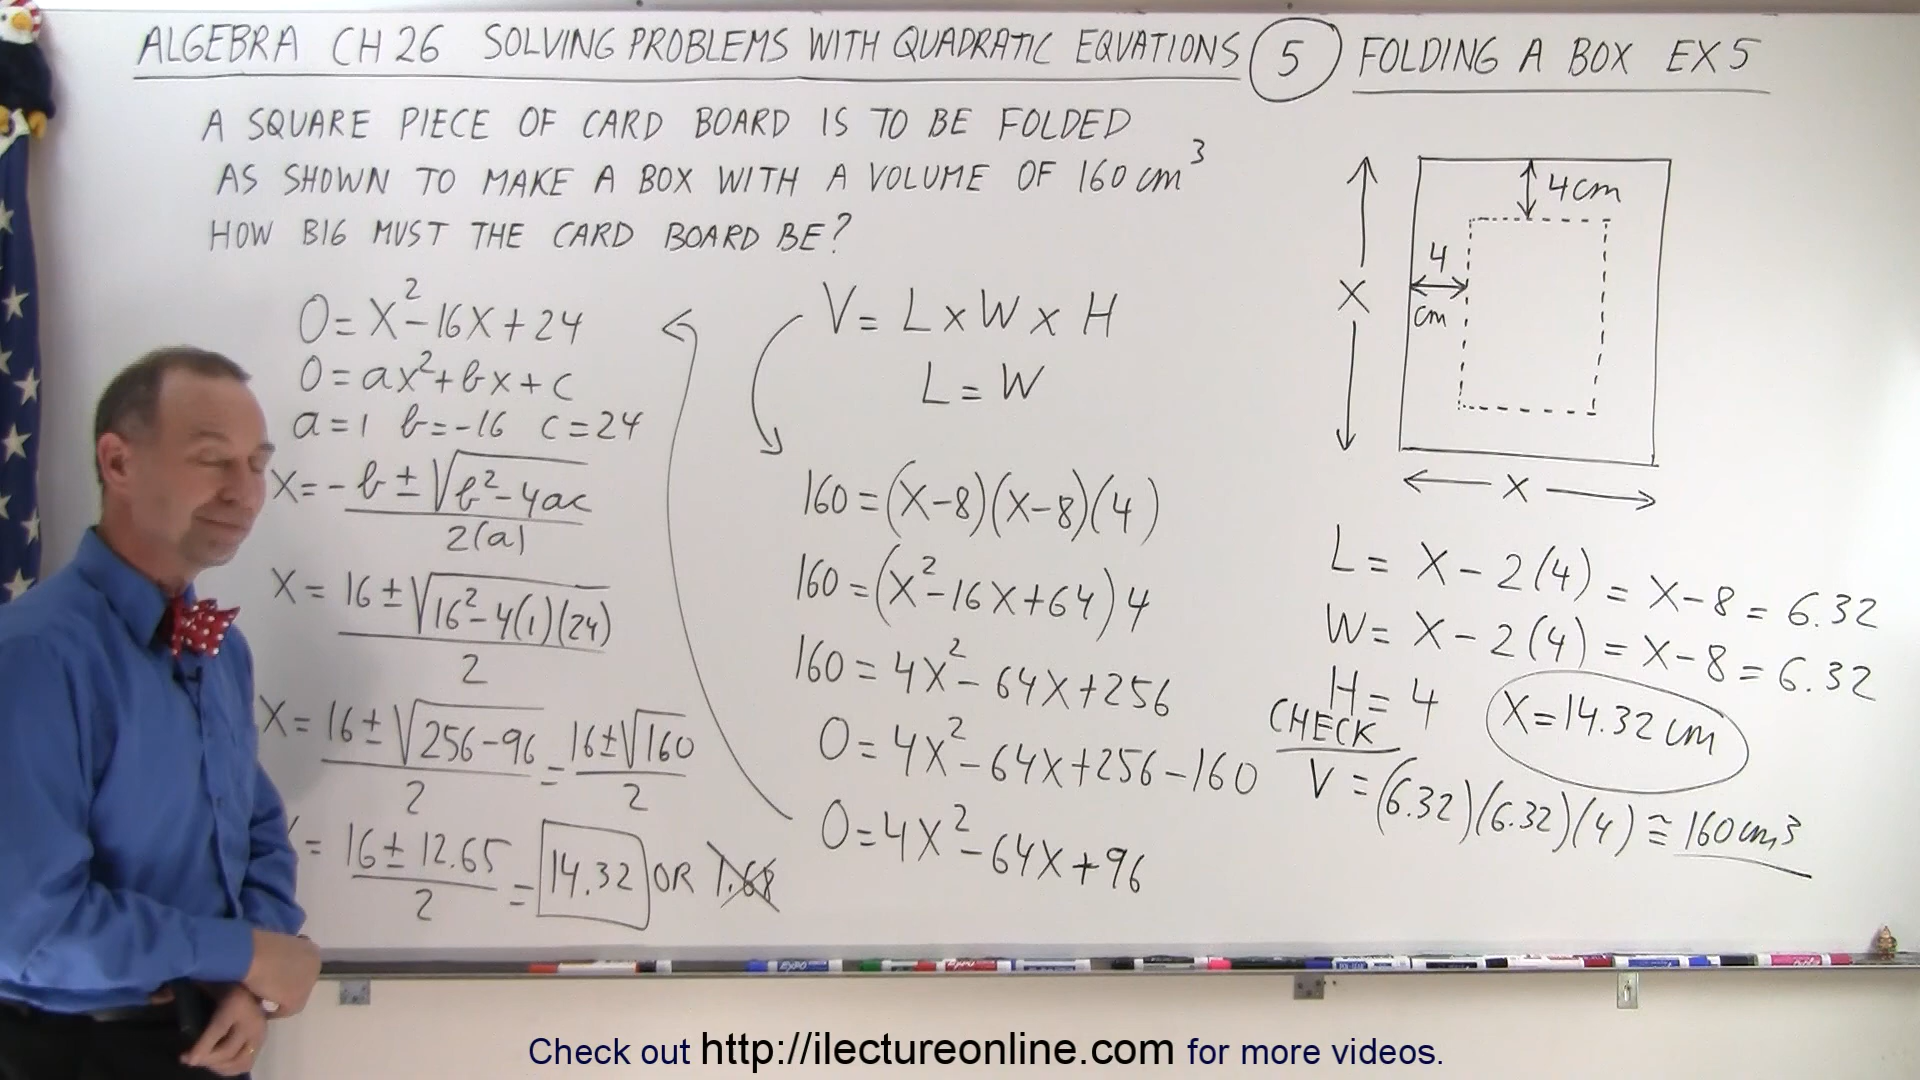 ALGEBRA CH 26 SOLVING PROBLEMS WITH QUADRATIC EQUATIONS 5 FOLDING A BOX EX 5
A SQUARE PIECE OF CARD BOARD IS TO BE FOLDED
AS SHOWN TO MAKE A BOX WITH A VOLUME OF 160 cm³
HOW BIG MUST THE CARD BOARD BE?
0 = X² - 16X + 24
0 = ax² + bx + c
a = 1 b = -16 c = 24
X = -b ± √(b² - 4ac) / 2(a)
X = 16 ± √(16² - 4(1)(24)) / 2
X = 16 ± √(256 - 96) / 2 = 16 ± √160 / 2
= 16 ± 12.65 / 2 = 14.32 OR 1.68
V = L x W x H
L = W
160 = (X-8)(X-8)(4)
160 = (X² - 16X + 64) 4
160 = 4X² - 64X + 256
0 = 4X² - 64X + 256 - 160
0 = 4X² - 64X + 96
4cm
4
cm
X
X
L = X - 2(4) = X - 8 = 6.32
W = X - 2(4) = X - 8 = 6.32
H = 4
X = 14.32 cm
CHECK
V = (6.32)(6.32)(4) ≅ 160 cm³
Check out http://ilectureonline.com for more videos.